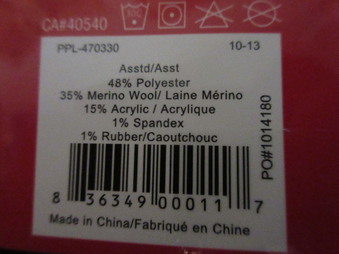 CA#40540
PPL-470330 10-13
Asstd/Asst
48% Polyester
35% Merino Wool/ Laine Mérino
15% Acrylic / Acrylique
1% Spandex
1% Rubber/Caoutchouc
PO#1014180
8 36349 00011 7
Made in China/Fabriqué en Chine